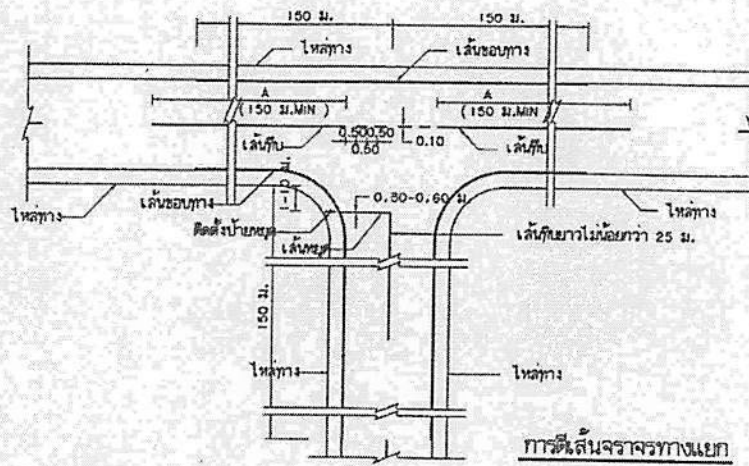 150 ม. 150 ม.
ไหล่ทาง
เส้นขอบทาง
A
(150 ม.MIN)
A
(150 ม.MIN
เส้นทึบ
0.500.50
0.50
0.10
เส้นทึบ
เส้นขอบทาง
ไหล่ทาง
0.30-0.60 ม.
ไหล่ทาง
ติดตั้งป้ายหยุด
เส้นหยุด
เส้นทึบยาวไม่น้อยกว่า 25 ม.
150 ม.
ไหล่ทาง
ไหล่ทาง
การตีเส้นจราจรทางแยก